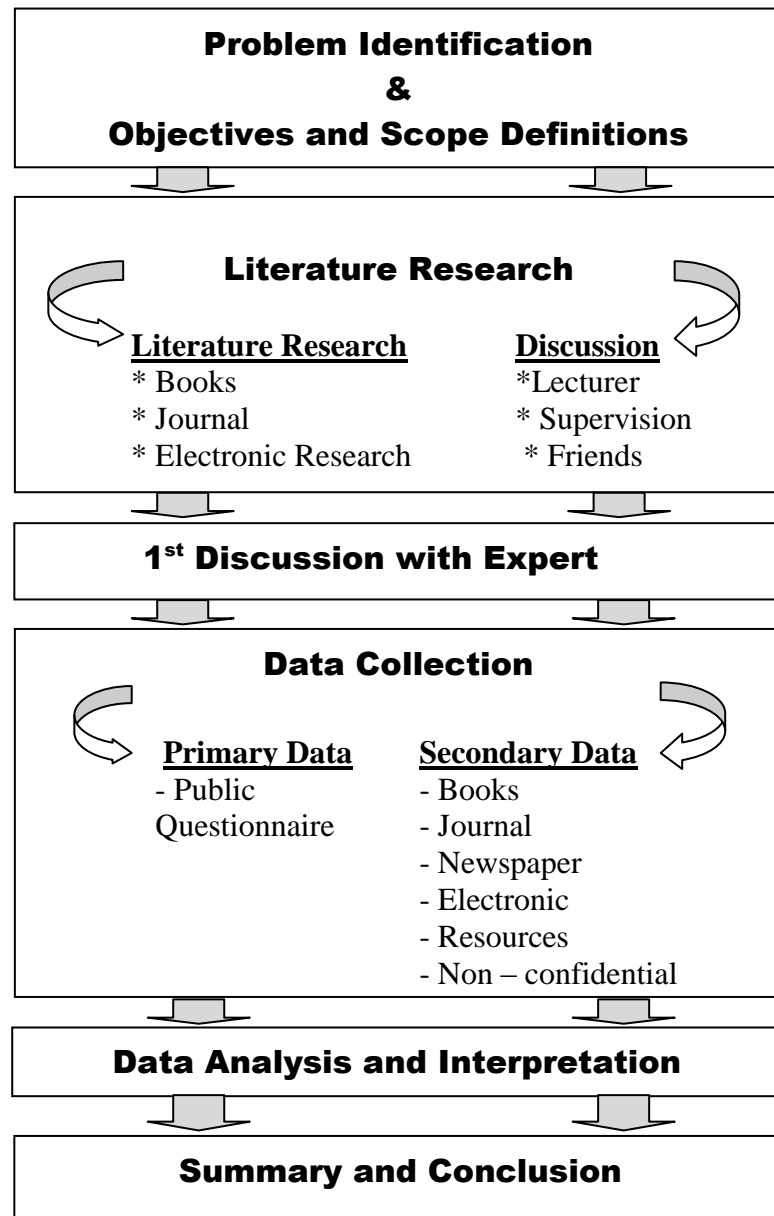 Problem Identification
&
Objectives and Scope Definitions
Literature Research
Literature Research
* Books
* Journal
* Electronic Research
Discussion
*Lecturer
* Supervision
* Friends
1st Discussion with Expert
Data Collection
Primary Data
- Public
Questionnaire
Secondary Data
- Books
- Journal
- Newspaper
- Electronic
- Resources
- Non – confidential
Data Analysis and Interpretation
Summary and Conclusion